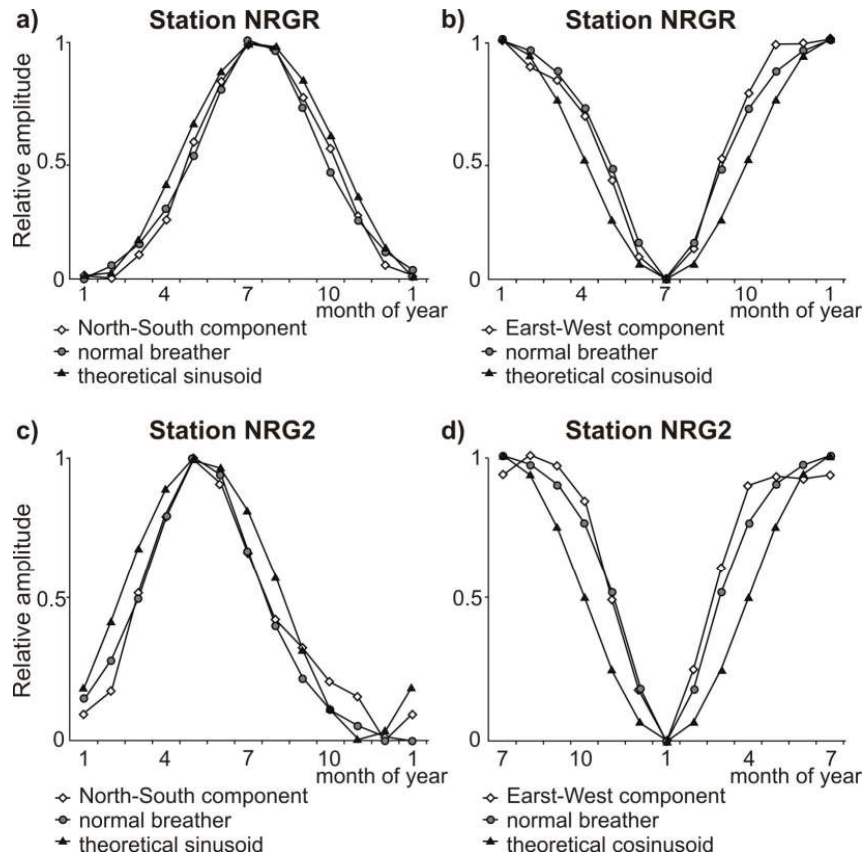 a) Station NRGR
Relative amplitude
1
0.5
0
1 4 7 10 1
month of year
North-South component
normal breather
theoretical sinusoid
b) Station NRGR
1
0.5
0
1 4 7 10 1
month of year
Earst-West component
normal breather
theoretical cosinusoid
c) Station NRG2
Relative amplitude
1
0.5
0
1 4 7 10 1
month of year
North-South component
normal breather
theoretical sinusoid
d) Station NRG2
1
0.5
0
7 10 1 4 7
month of year
Earst-West component
normal breather
theoretical cosinusoid